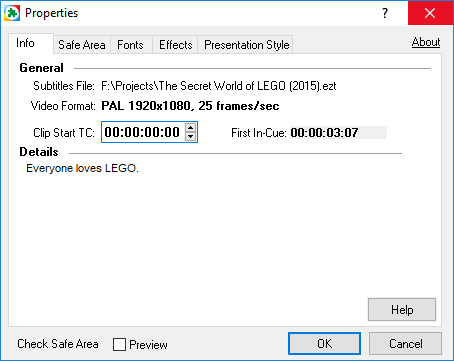 Properties
?
Info Safe Area Fonts Effects Presentation Style About
General
Subtitles File: F:\Projects\The Secret World of LEGO (2015).ezt
Video Format: PAL 1920x1080, 25 frames/sec
Clip Start TC: 00:00:00:00 First In-Cue: 00:00:03:07
Details
Everyone loves LEGO.
Help
Check Safe Area Preview OK Cancel